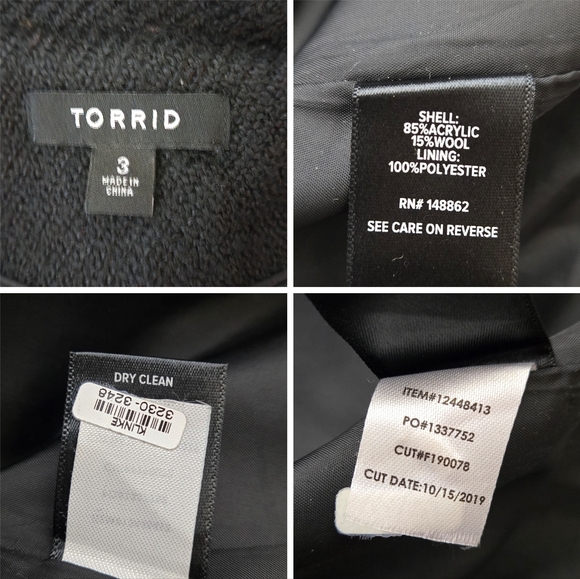 TORRID
3
MADE IN
CHINA
SHELL:
85%ACRYLIC
15%WOOL
LINING:
100%POLYESTER
RN# 148862
SEE CARE ON REVERSE
DRY CLEAN
KLINKE
3230-3248
ITEM#12448413
PO#1337752
CUT#F190078
CUT DATE:10/15/2019